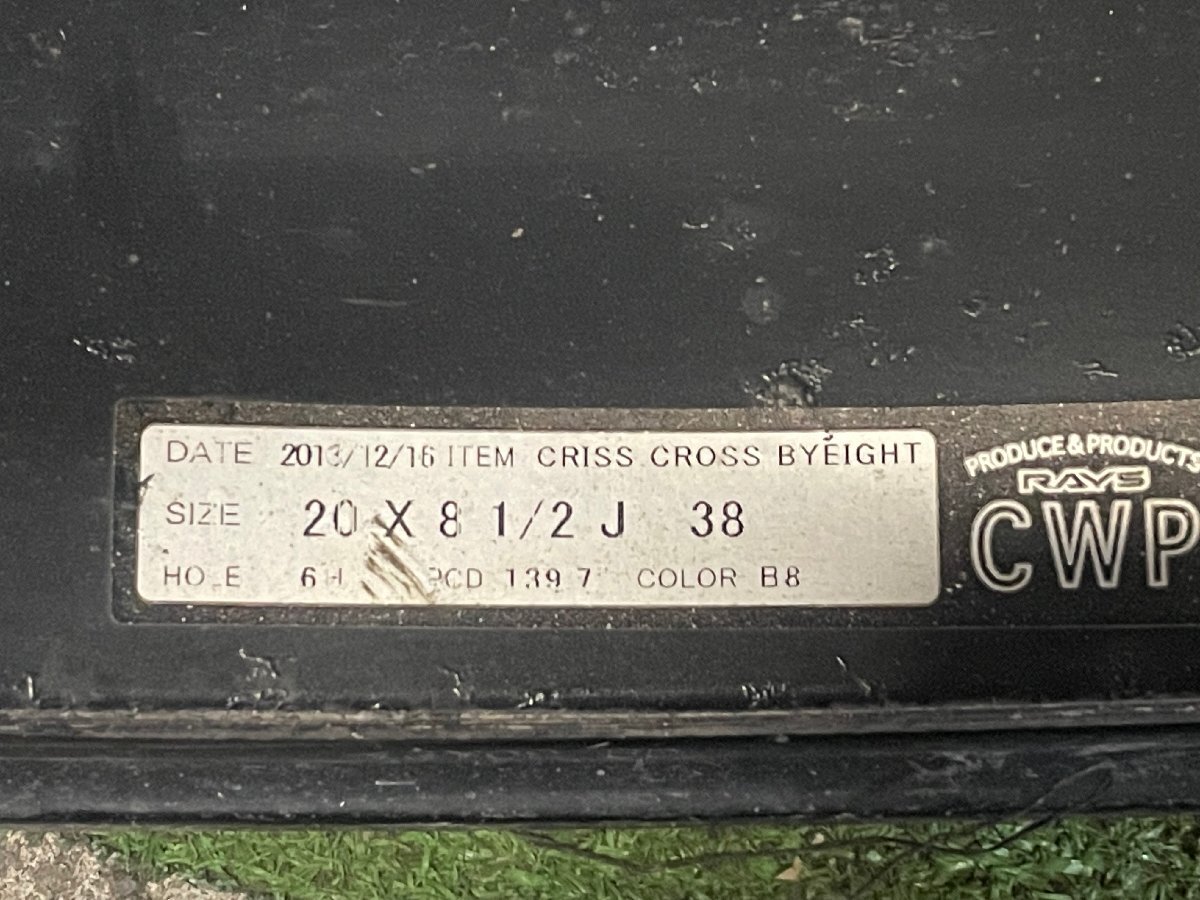 DATE 2013/12/16 ITEM CRISS CROSS BYEIGHT
SIZE 20 X 8 1/2 J 38
HOLE 6H PCD 139.7 COLOR B8
PRODUCE&PRODUCTS
RAYS
CWP